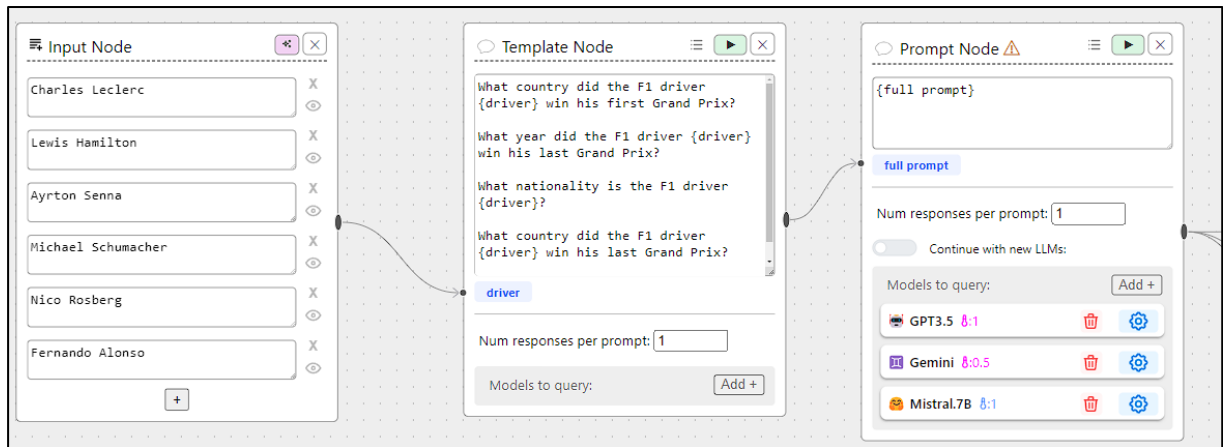 Input Node
Charles Leclerc
Lewis Hamilton
Ayrton Senna
Michael Schumacher
Nico Rosberg
Fernando Alonso
+
Template Node
What country did the F1 driver
{driver} win his first Grand Prix?
What year did the F1 driver {driver}
win his last Grand Prix?
What nationality is the F1 driver
{driver}?
What country did the F1 driver
{driver} win his last Grand Prix?
driver
Num responses per prompt: 1
Models to query: Add +
Prompt Node
{full prompt}
full prompt
Num responses per prompt: 1
Continue with new LLMs:
Models to query: Add +
GPT3.5 :1
Gemini :0.5
Mistral.7B :1